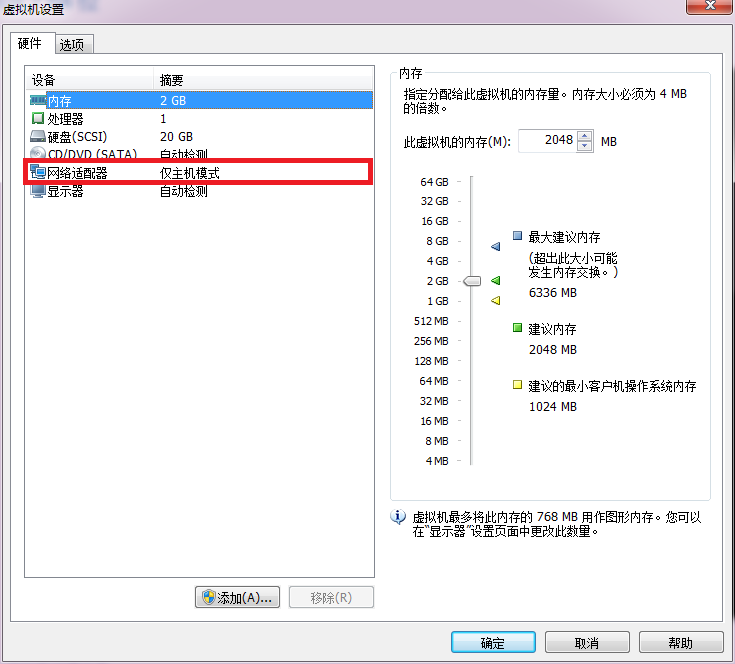 虚拟机设置
硬件
选项
设备
摘要
内存
2 GB
处理器
1
硬盘(SCSI)
20 GB
CD/DVD (SATA)
自动检测
网络适配器
仅主机模式
显示器
自动检测
添加(A)...
移除(R)
内存
指定分配给此虚拟机的内存量。内存大小必须为 4 MB
的倍数。
此虚拟机的内存(M):
2048
MB
64 GB
32 GB
16 GB
8 GB
4 GB
2 GB
1 GB
512 MB
256 MB
128 MB
64 MB
32 MB
16 MB
8 MB
4 MB
最大建议内存
(超出此大小可能
发生内存交换。)
6336 MB
建议内存
2048 MB
建议的最小客户机操作系统内存
1024 MB
虚拟机最多将此内存的 768 MB 用作图形内存。您可以
在“显示器”设置页面中更改此数量。
确定
取消
帮助